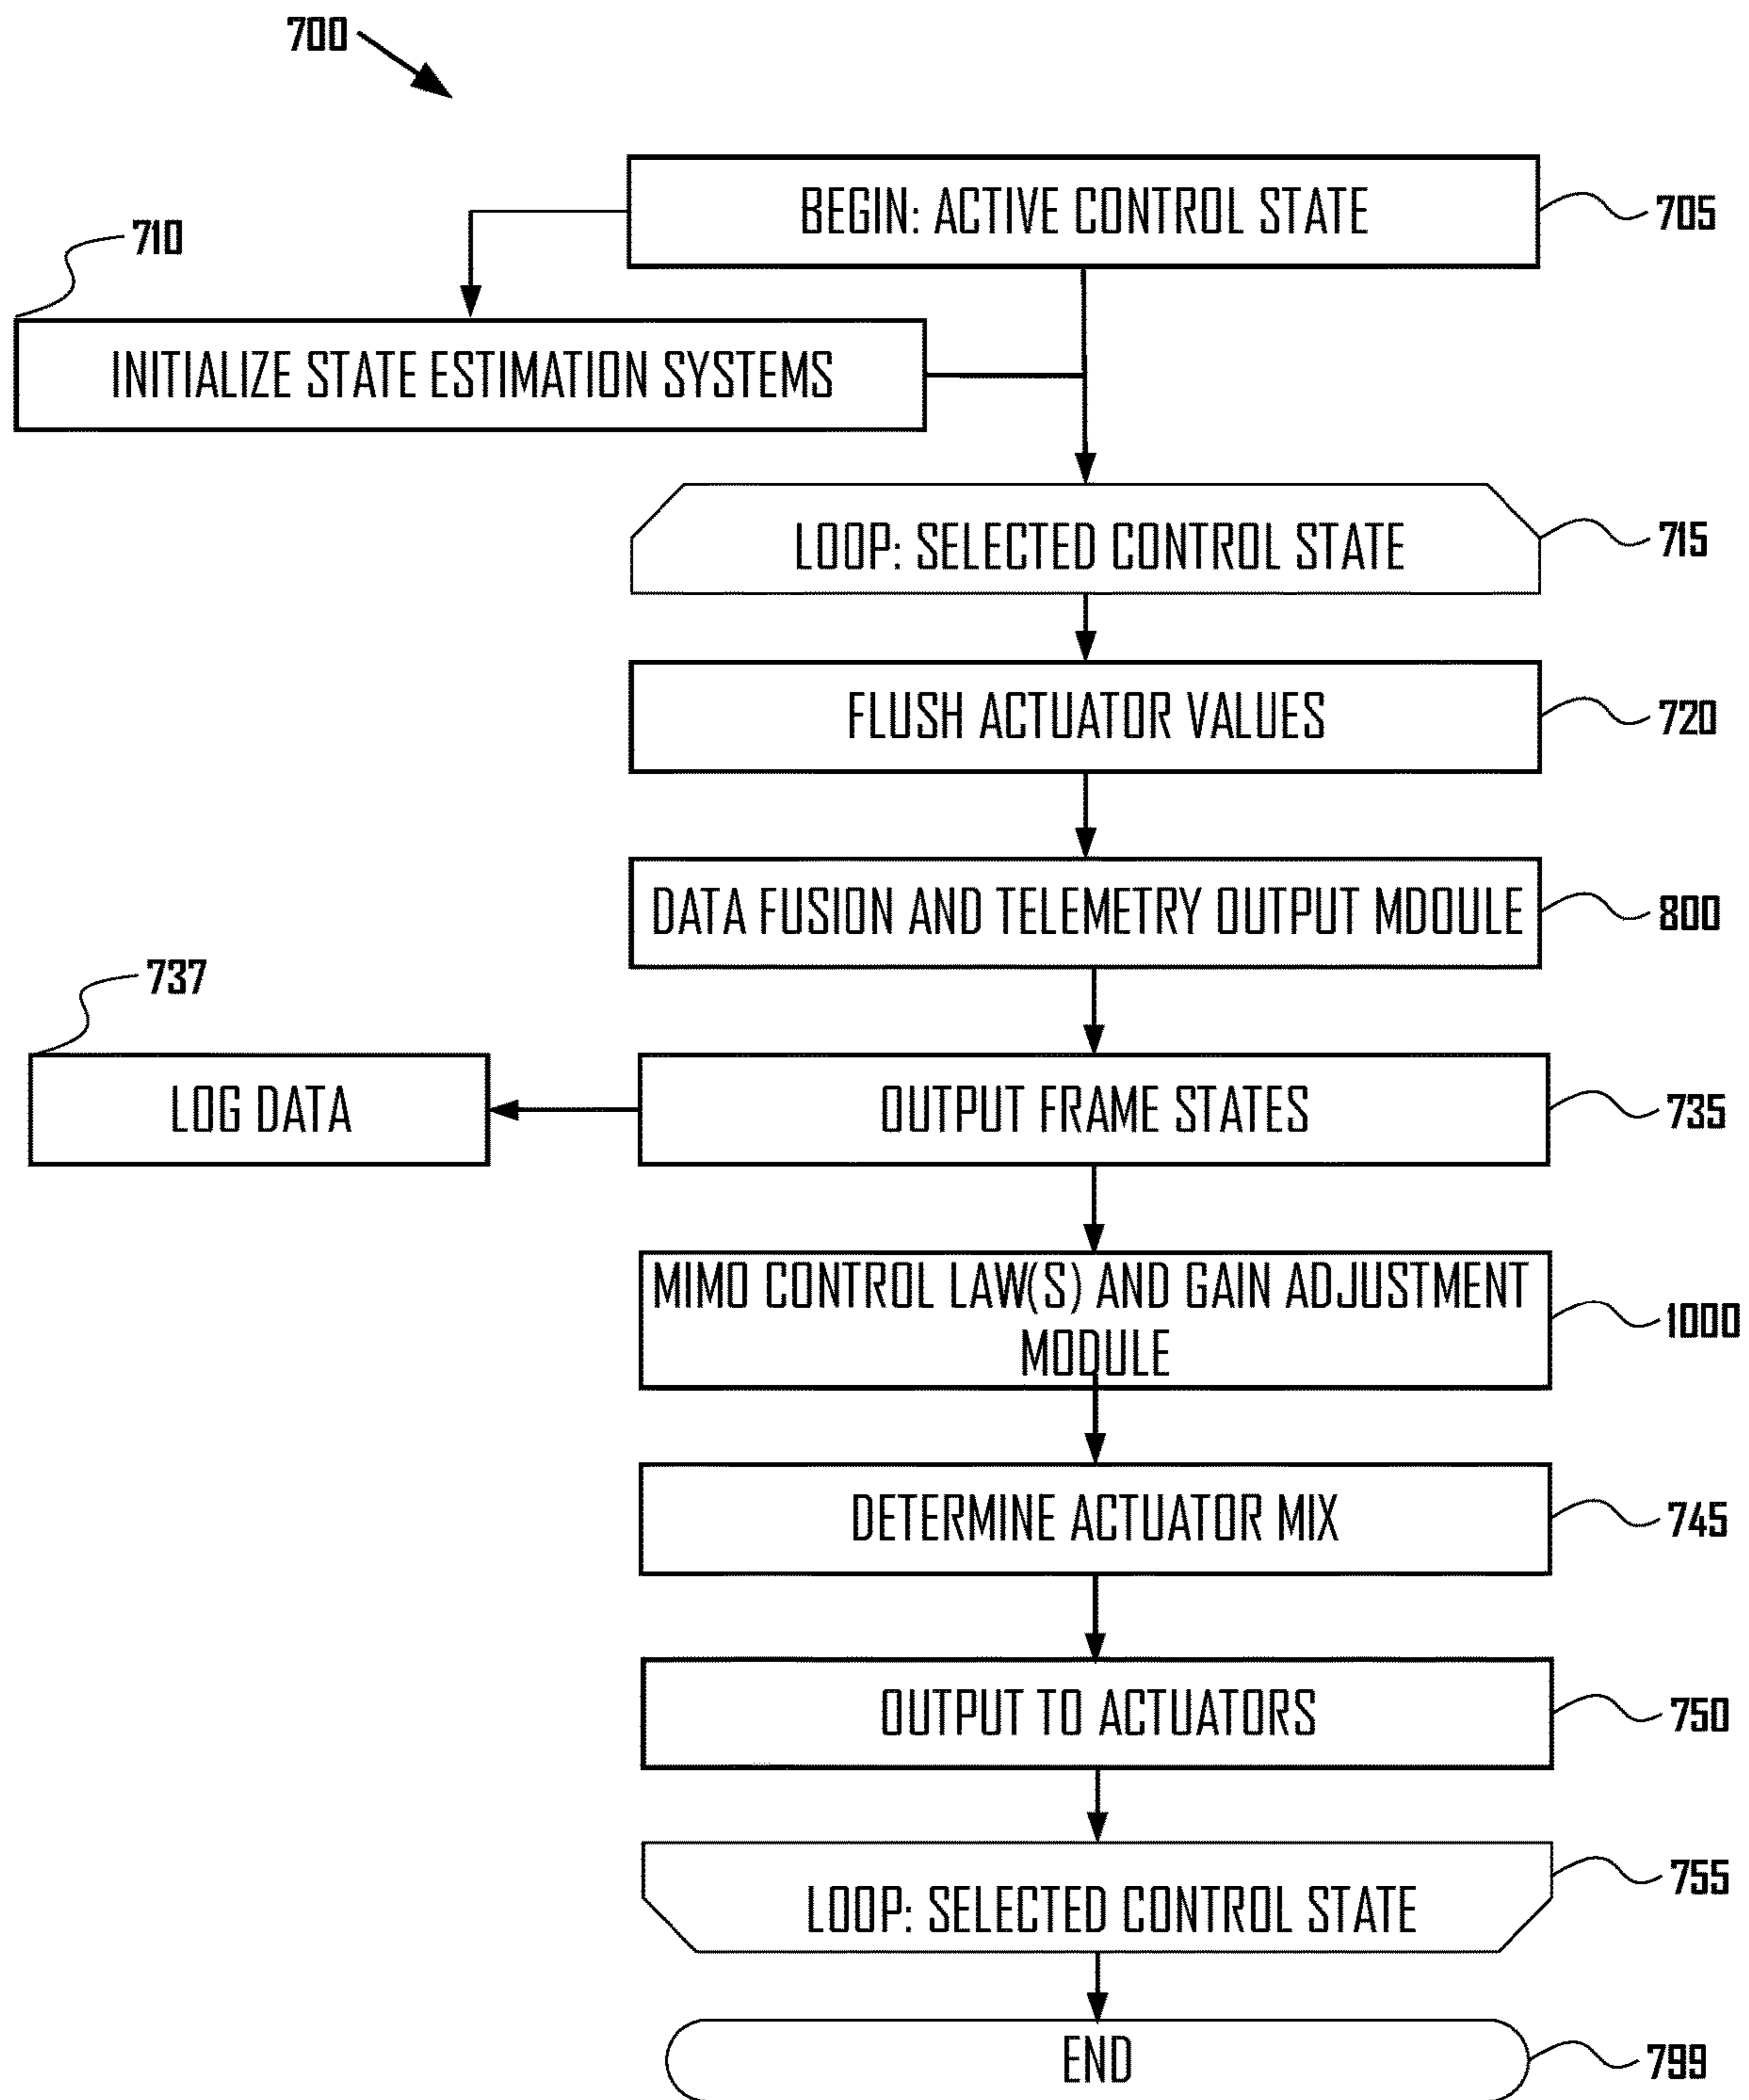 700
BEGIN: ACTIVE CONTROL STATE
705
710
INITIALIZE STATE ESTIMATION SYSTEMS
LOOP: SELECTED CONTROL STATE
715
FLUSH ACTUATOR VALUES
720
DATA FUSION AND TELEMETRY OUTPUT MDOULE
800
737
LOG DATA
OUTPUT FRAME STATES
735
MIMO CONTROL LAW(S) AND GAIN ADJUSTMENT
MODULE
1000
DETERMINE ACTUATOR MIX
745
OUTPUT TO ACTUATORS
750
LOOP: SELECTED CONTROL STATE
755
END
799